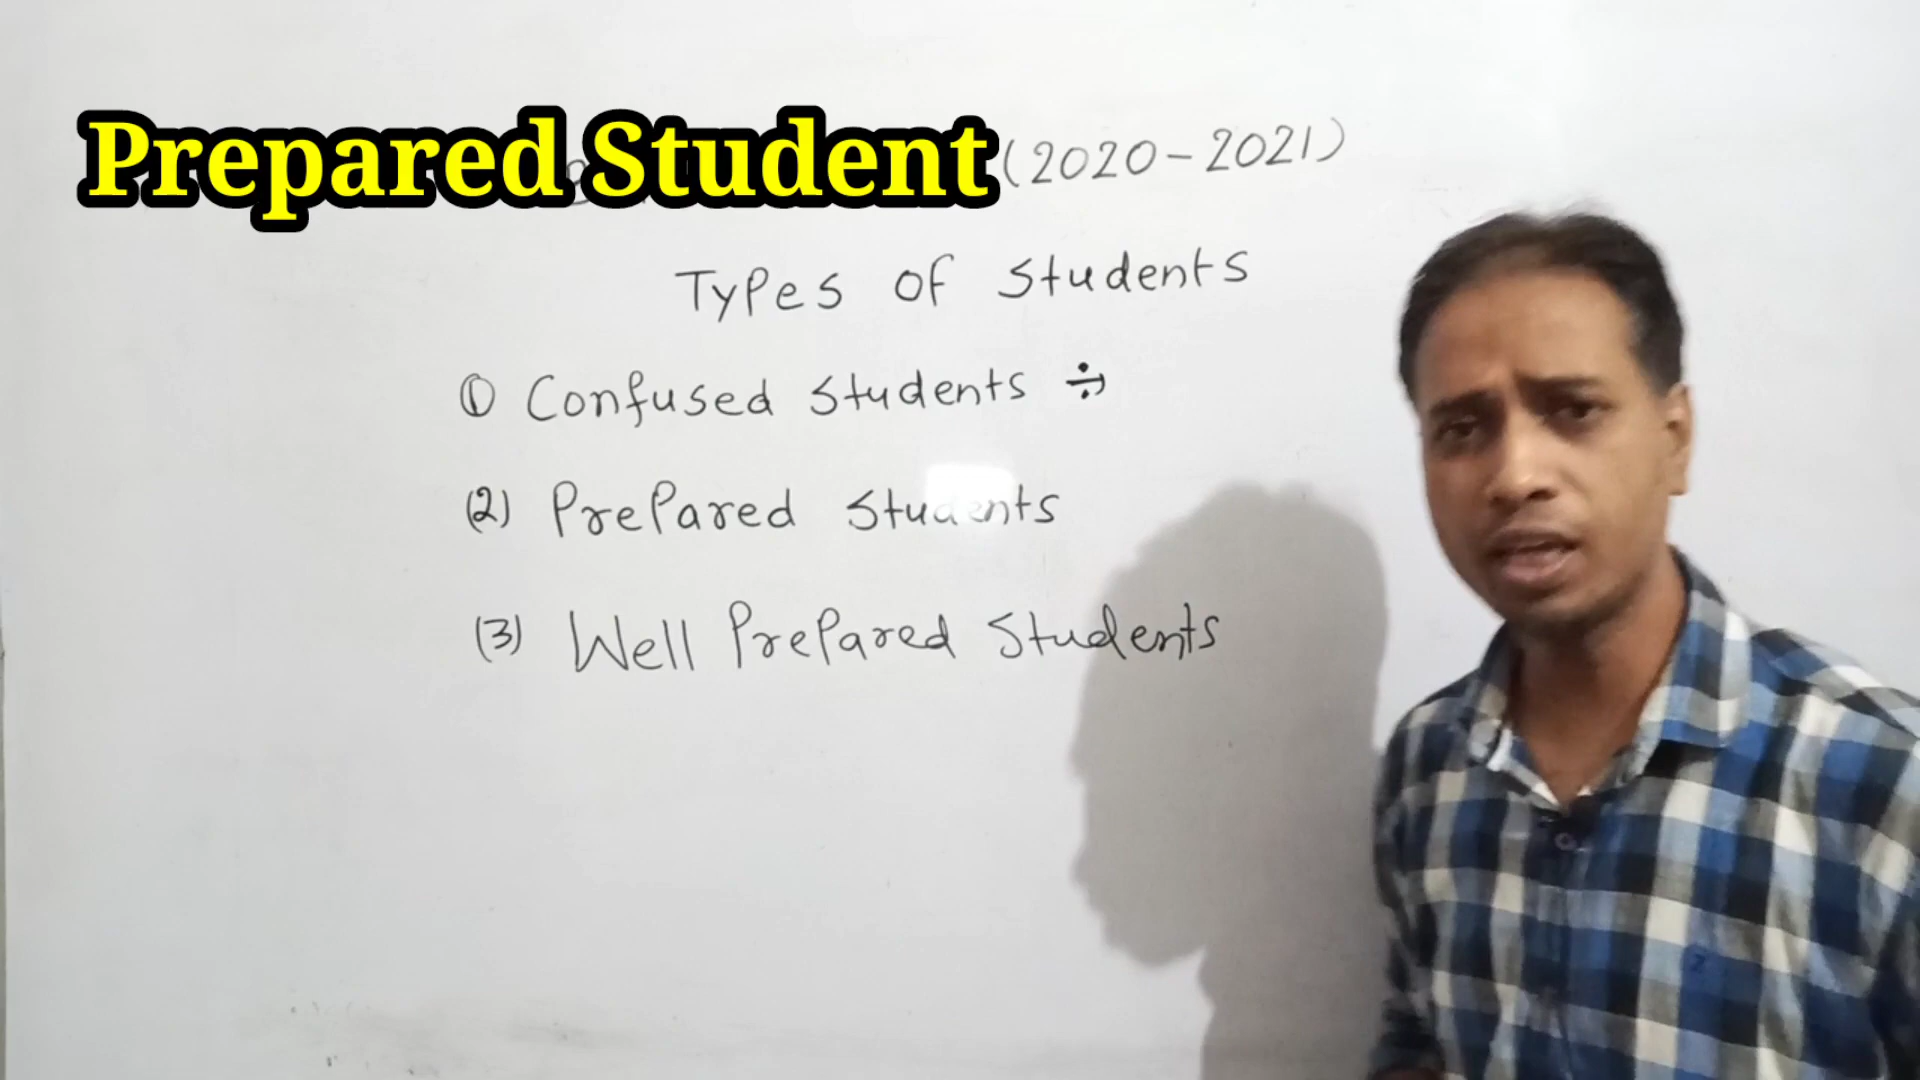 Prepared Student (2020-2021)
Types of students
① Confused students ÷
(2) Prepared students
(3) Well Prepared Students